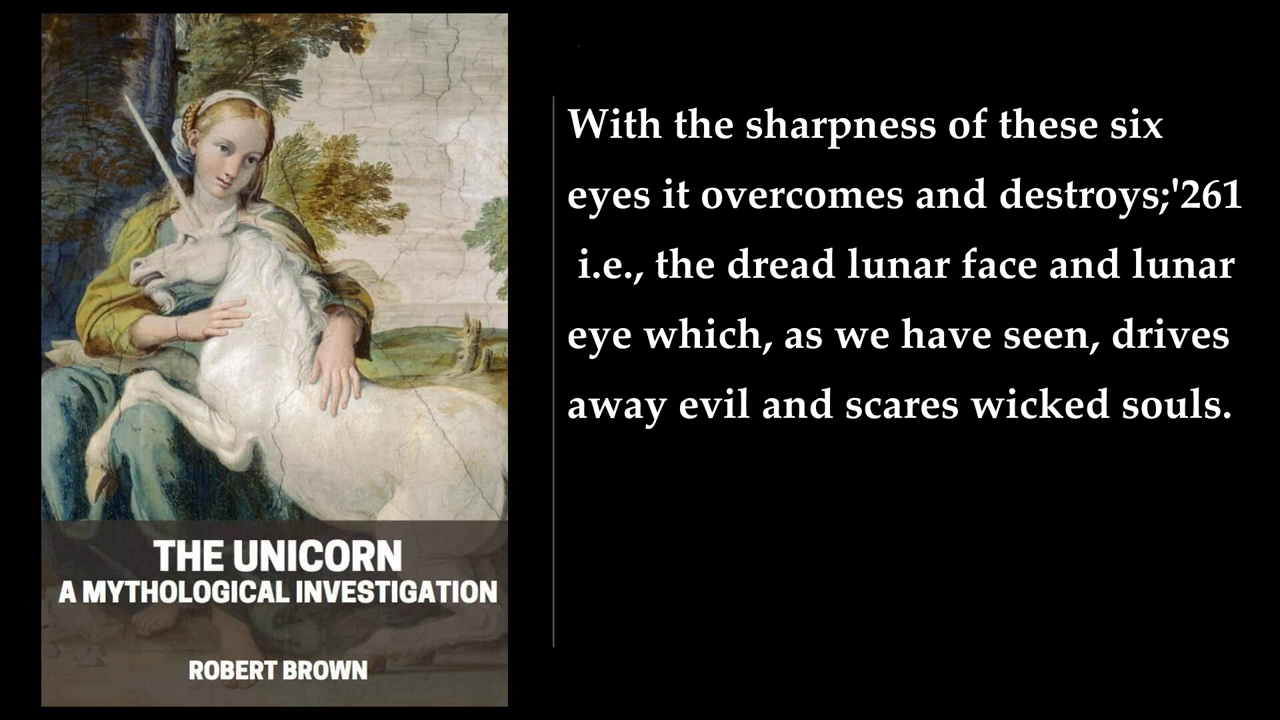 THE UNICORN
A MYTHOLOGICAL INVESTIGATION
ROBERT BROWN
With the sharpness of these six
eyes it overcomes and destroys;'261
i.e., the dread lunar face and lunar
eye which, as we have seen, drives
away evil and scares wicked souls.